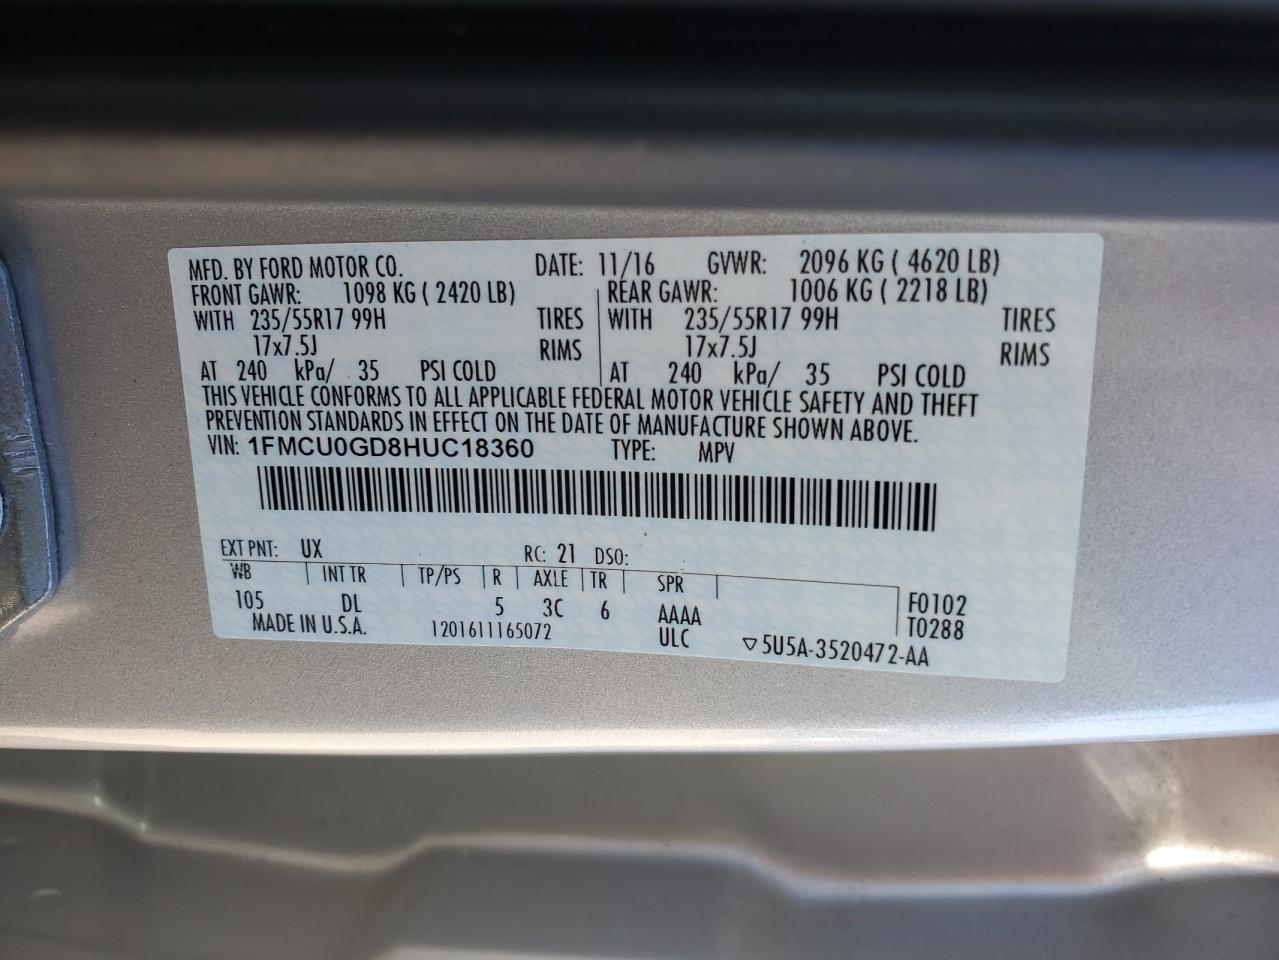 MFD. BY FORD MOTOR CO. DATE: 11/16 GVWR: 2096 KG ( 4620 LB)
FRONT GAWR: 1098 KG ( 2420 LB) REAR GAWR: 1006 KG ( 2218 LB)
WITH 235/55R17 99H TIRES WITH 235/55R17 99H TIRES
17x7.5J RIMS 17x7.5J RIMS
AT 240 kPa/ 35 PSI COLD AT 240 kPa/ 35 PSI COLD
THIS VEHICLE CONFORMS TO ALL APPLICABLE FEDERAL MOTOR VEHICLE SAFETY AND THEFT
PREVENTION STANDARDS IN EFFECT ON THE DATE OF MANUFACTURE SHOWN ABOVE.
VIN: 1FMCU0GD8HUC18360 TYPE: MPV
EXT PNT: UX RC: 21 DSO:
WB INT TR TP/PS R AXLE TR SPR
105 DL 5 3C 6 AAAA F0102
MADE IN U.S.A. 1201611165072 ULC T0288
▽5U5A-3520472-AA